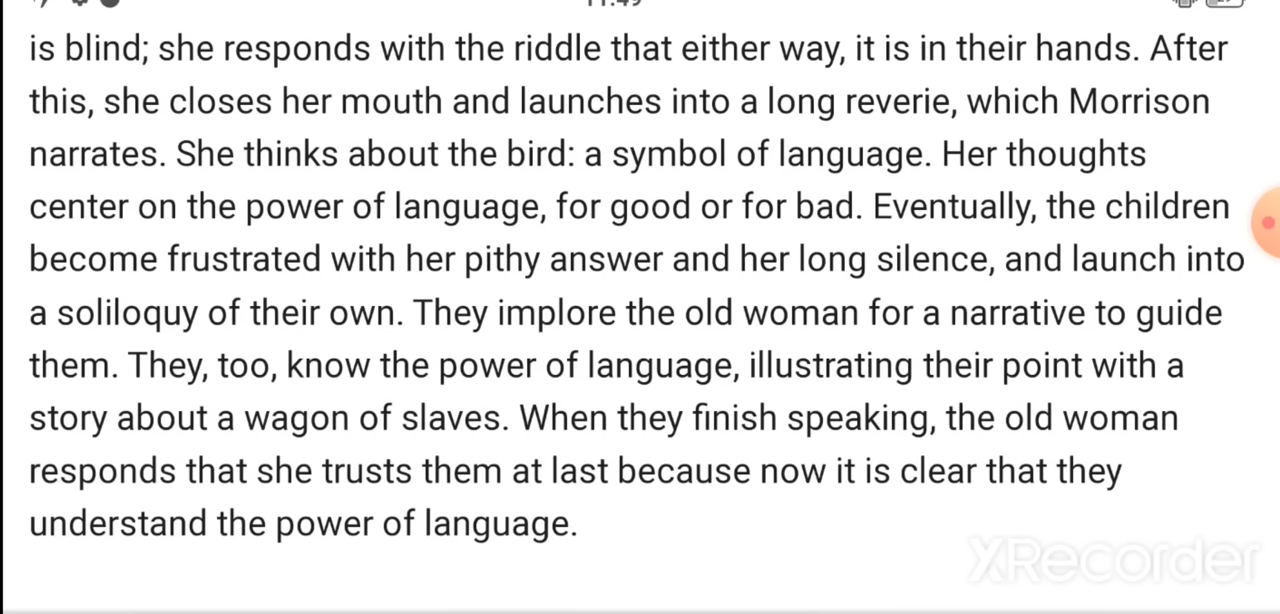 is blind; she responds with the riddle that either way, it is in their hands. After
this, she closes her mouth and launches into a long reverie, which Morrison
narrates. She thinks about the bird: a symbol of language. Her thoughts
center on the power of language, for good or for bad. Eventually, the children
become frustrated with her pithy answer and her long silence, and launch into
a soliloquy of their own. They implore the old woman for a narrative to guide
them. They, too, know the power of language, illustrating their point with a
story about a wagon of slaves. When they finish speaking, the old woman
responds that she trusts them at last because now it is clear that they
understand the power of language.
XRecorder